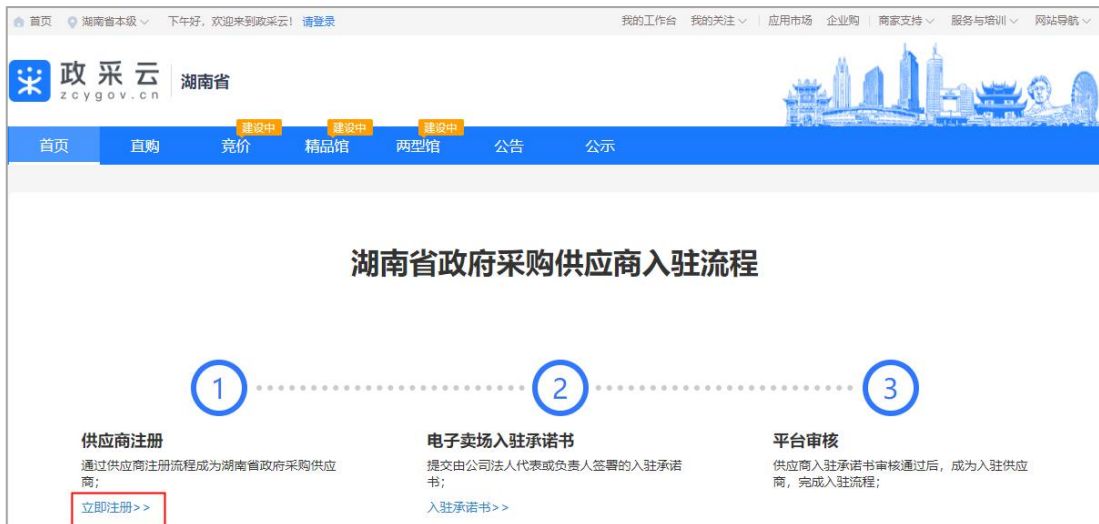 首页 湖南省本级 下午好，欢迎来到政采云！ 请登录 我的工作台 我的关注 应用市场 企业购 商家支持 服务与培训 网站导航
政采云 湖南省
zcygov.cn
建设中 建设中 建设中
首页 直购 竞价 精品馆 两型馆 公告 公示
湖南省政府采购供应商入驻流程
1 2 3
供应商注册
通过供应商注册流程成为湖南省政府采购供应
商；
立即注册>>
电子卖场入驻承诺书
提交由公司法人代表或负责人签署的入驻承诺
书；
入驻承诺书>>
平台审核
供应商入驻承诺书审核通过后，成为入驻供应
商，完成入驻流程；